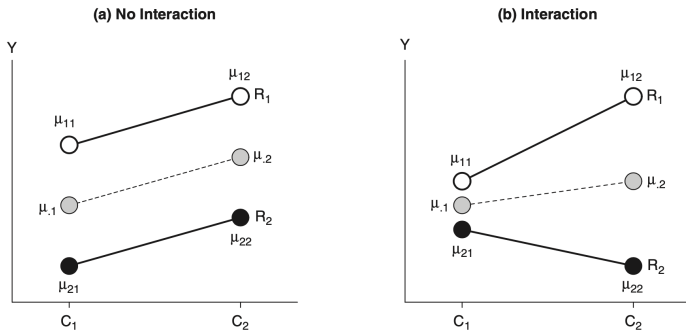 (a) No Interaction
Y
μ₁₂
R₁
μ₁₁
μ.₂
μ.₁
R₂
μ₂₂
μ₂₁
C₁ C₂
(b) Interaction
Y
μ₁₂
R₁
μ₁₁
μ.₂
μ.₁
μ₂₁
R₂
μ₂₂
C₁ C₂